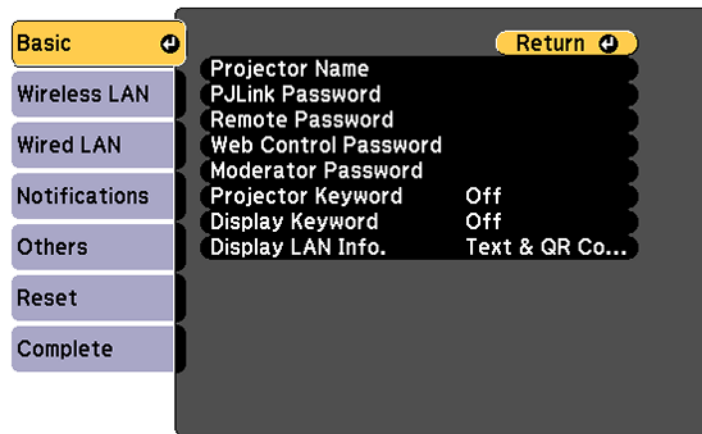 Basic
Wireless LAN
Wired LAN
Notifications
Others
Reset
Complete
Return
Projector Name
PJLink Password
Remote Password
Web Control Password
Moderator Password
Projector Keyword Off
Display Keyword Off
Display LAN Info. Text & QR Co...